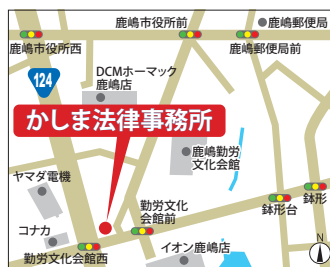 鹿嶋市役所前
鹿嶋郵便局
鹿嶋市役所西
鹿嶋郵便局前
124
DCMホーマック
鹿嶋店
かしま法律事務所
鹿嶋勤労
文化会館
ヤマダ電機
勤労文化
会館前
鉢形台
鉢形
コナカ
勤労文化会館西
イオン鹿嶋店
N